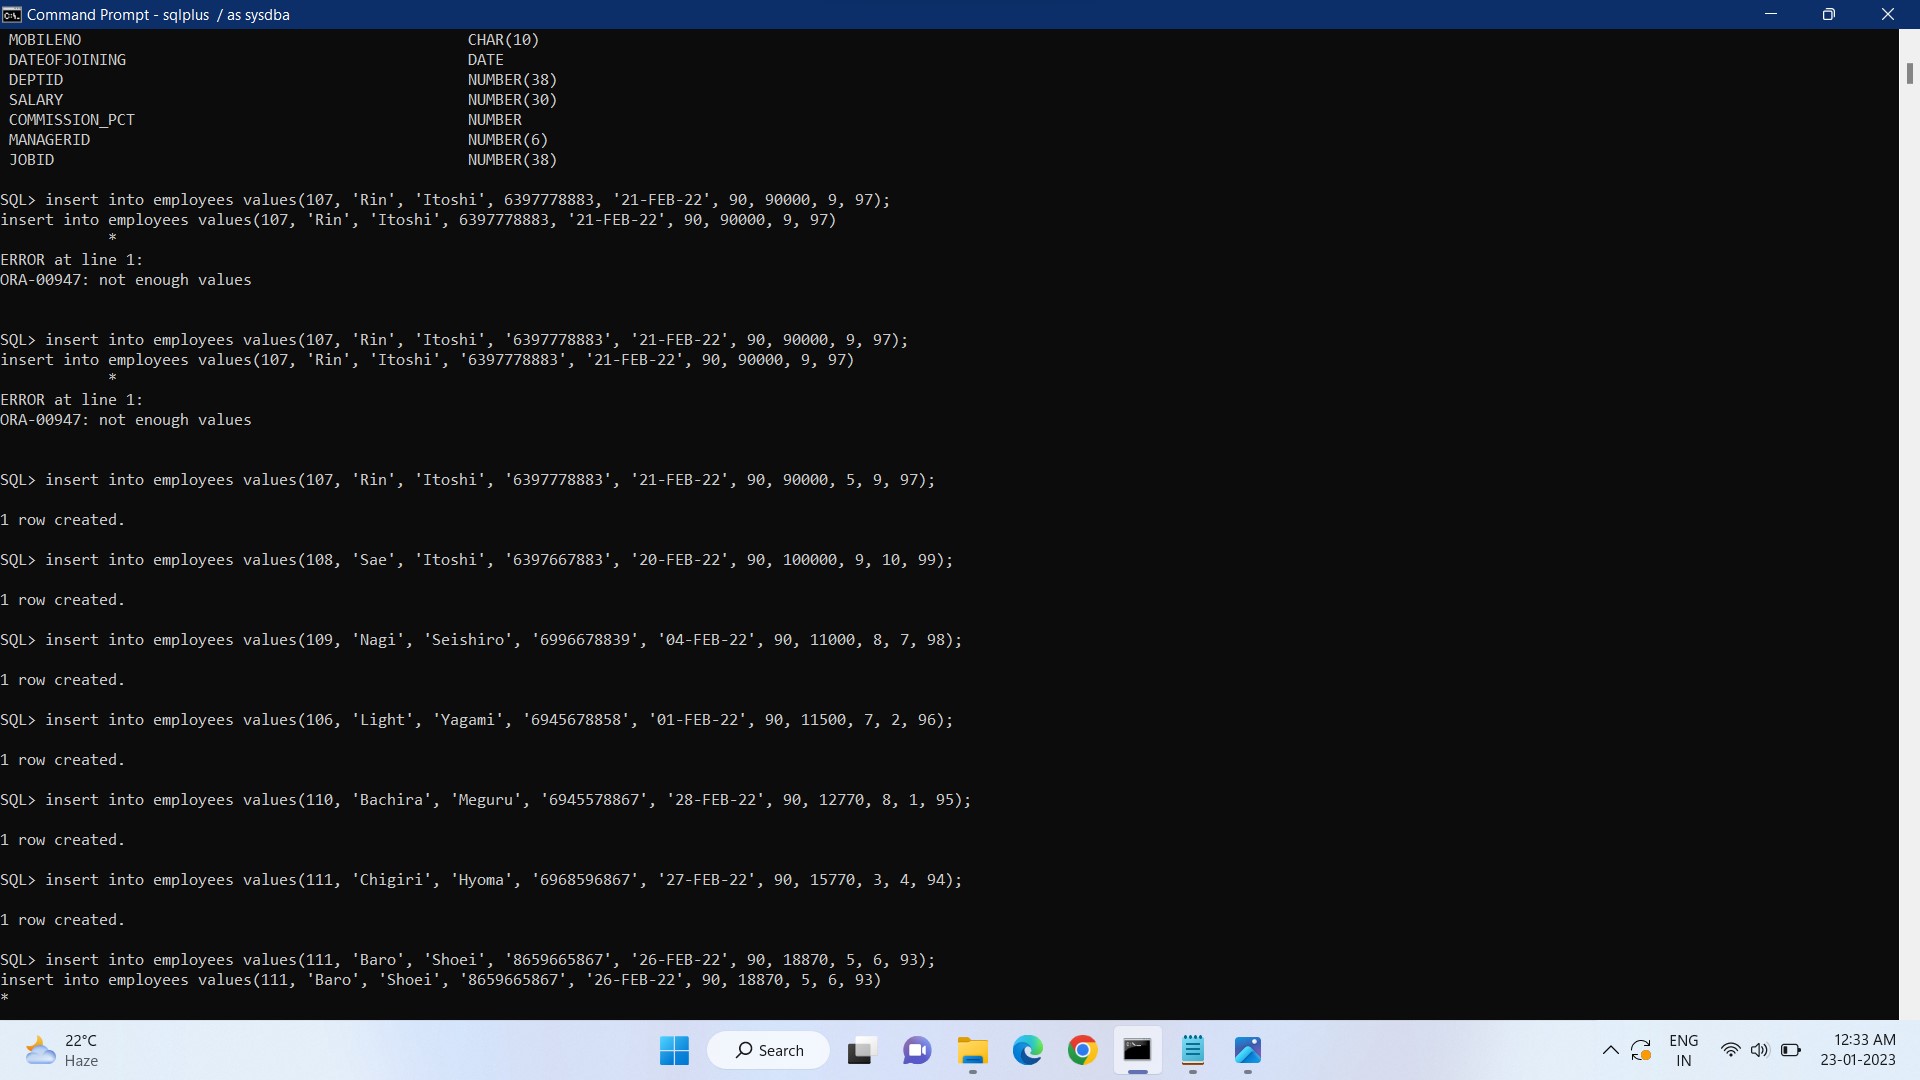 Command Prompt - sqlplus / as sysdba
MOBILENO CHAR(10)
DATEOFJOINING DATE
DEPTID NUMBER(38)
SALARY NUMBER(30)
COMMISSION_PCT NUMBER
MANAGERID NUMBER(6)
JOBID NUMBER(38)
SQL> insert into employees values(107, 'Rin', 'Itoshi', 6397778883, '21-FEB-22', 90, 90000, 9, 97);
insert into employees values(107, 'Rin', 'Itoshi', 6397778883, '21-FEB-22', 90, 90000, 9, 97)
*
ERROR at line 1:
ORA-00947: not enough values
SQL> insert into employees values(107, 'Rin', 'Itoshi', '6397778883', '21-FEB-22', 90, 90000, 9, 97);
insert into employees values(107, 'Rin', 'Itoshi', '6397778883', '21-FEB-22', 90, 90000, 9, 97)
*
ERROR at line 1:
ORA-00947: not enough values
SQL> insert into employees values(107, 'Rin', 'Itoshi', '6397778883', '21-FEB-22', 90, 90000, 5, 9, 97);
1 row created.
SQL> insert into employees values(108, 'Sae', 'Itoshi', '6397667883', '20-FEB-22', 90, 100000, 9, 10, 99);
1 row created.
SQL> insert into employees values(109, 'Nagi', 'Seishiro', '6996678839', '04-FEB-22', 90, 11000, 8, 7, 98);
1 row created.
SQL> insert into employees values(106, 'Light', 'Yagami', '6945678858', '01-FEB-22', 90, 11500, 7, 2, 96);
1 row created.
SQL> insert into employees values(110, 'Bachira', 'Meguru', '6945578867', '28-FEB-22', 90, 12770, 8, 1, 95);
1 row created.
SQL> insert into employees values(111, 'Chigiri', 'Hyoma', '6968596867', '27-FEB-22', 90, 15770, 3, 4, 94);
1 row created.
SQL> insert into employees values(111, 'Baro', 'Shoei', '8659665867', '26-FEB-22', 90, 18870, 5, 6, 93);
insert into employees values(111, 'Baro', 'Shoei', '8659665867', '26-FEB-22', 90, 18870, 5, 6, 93)
*
22°C
Haze
Search
ENG
IN
12:33 AM
23-01-2023